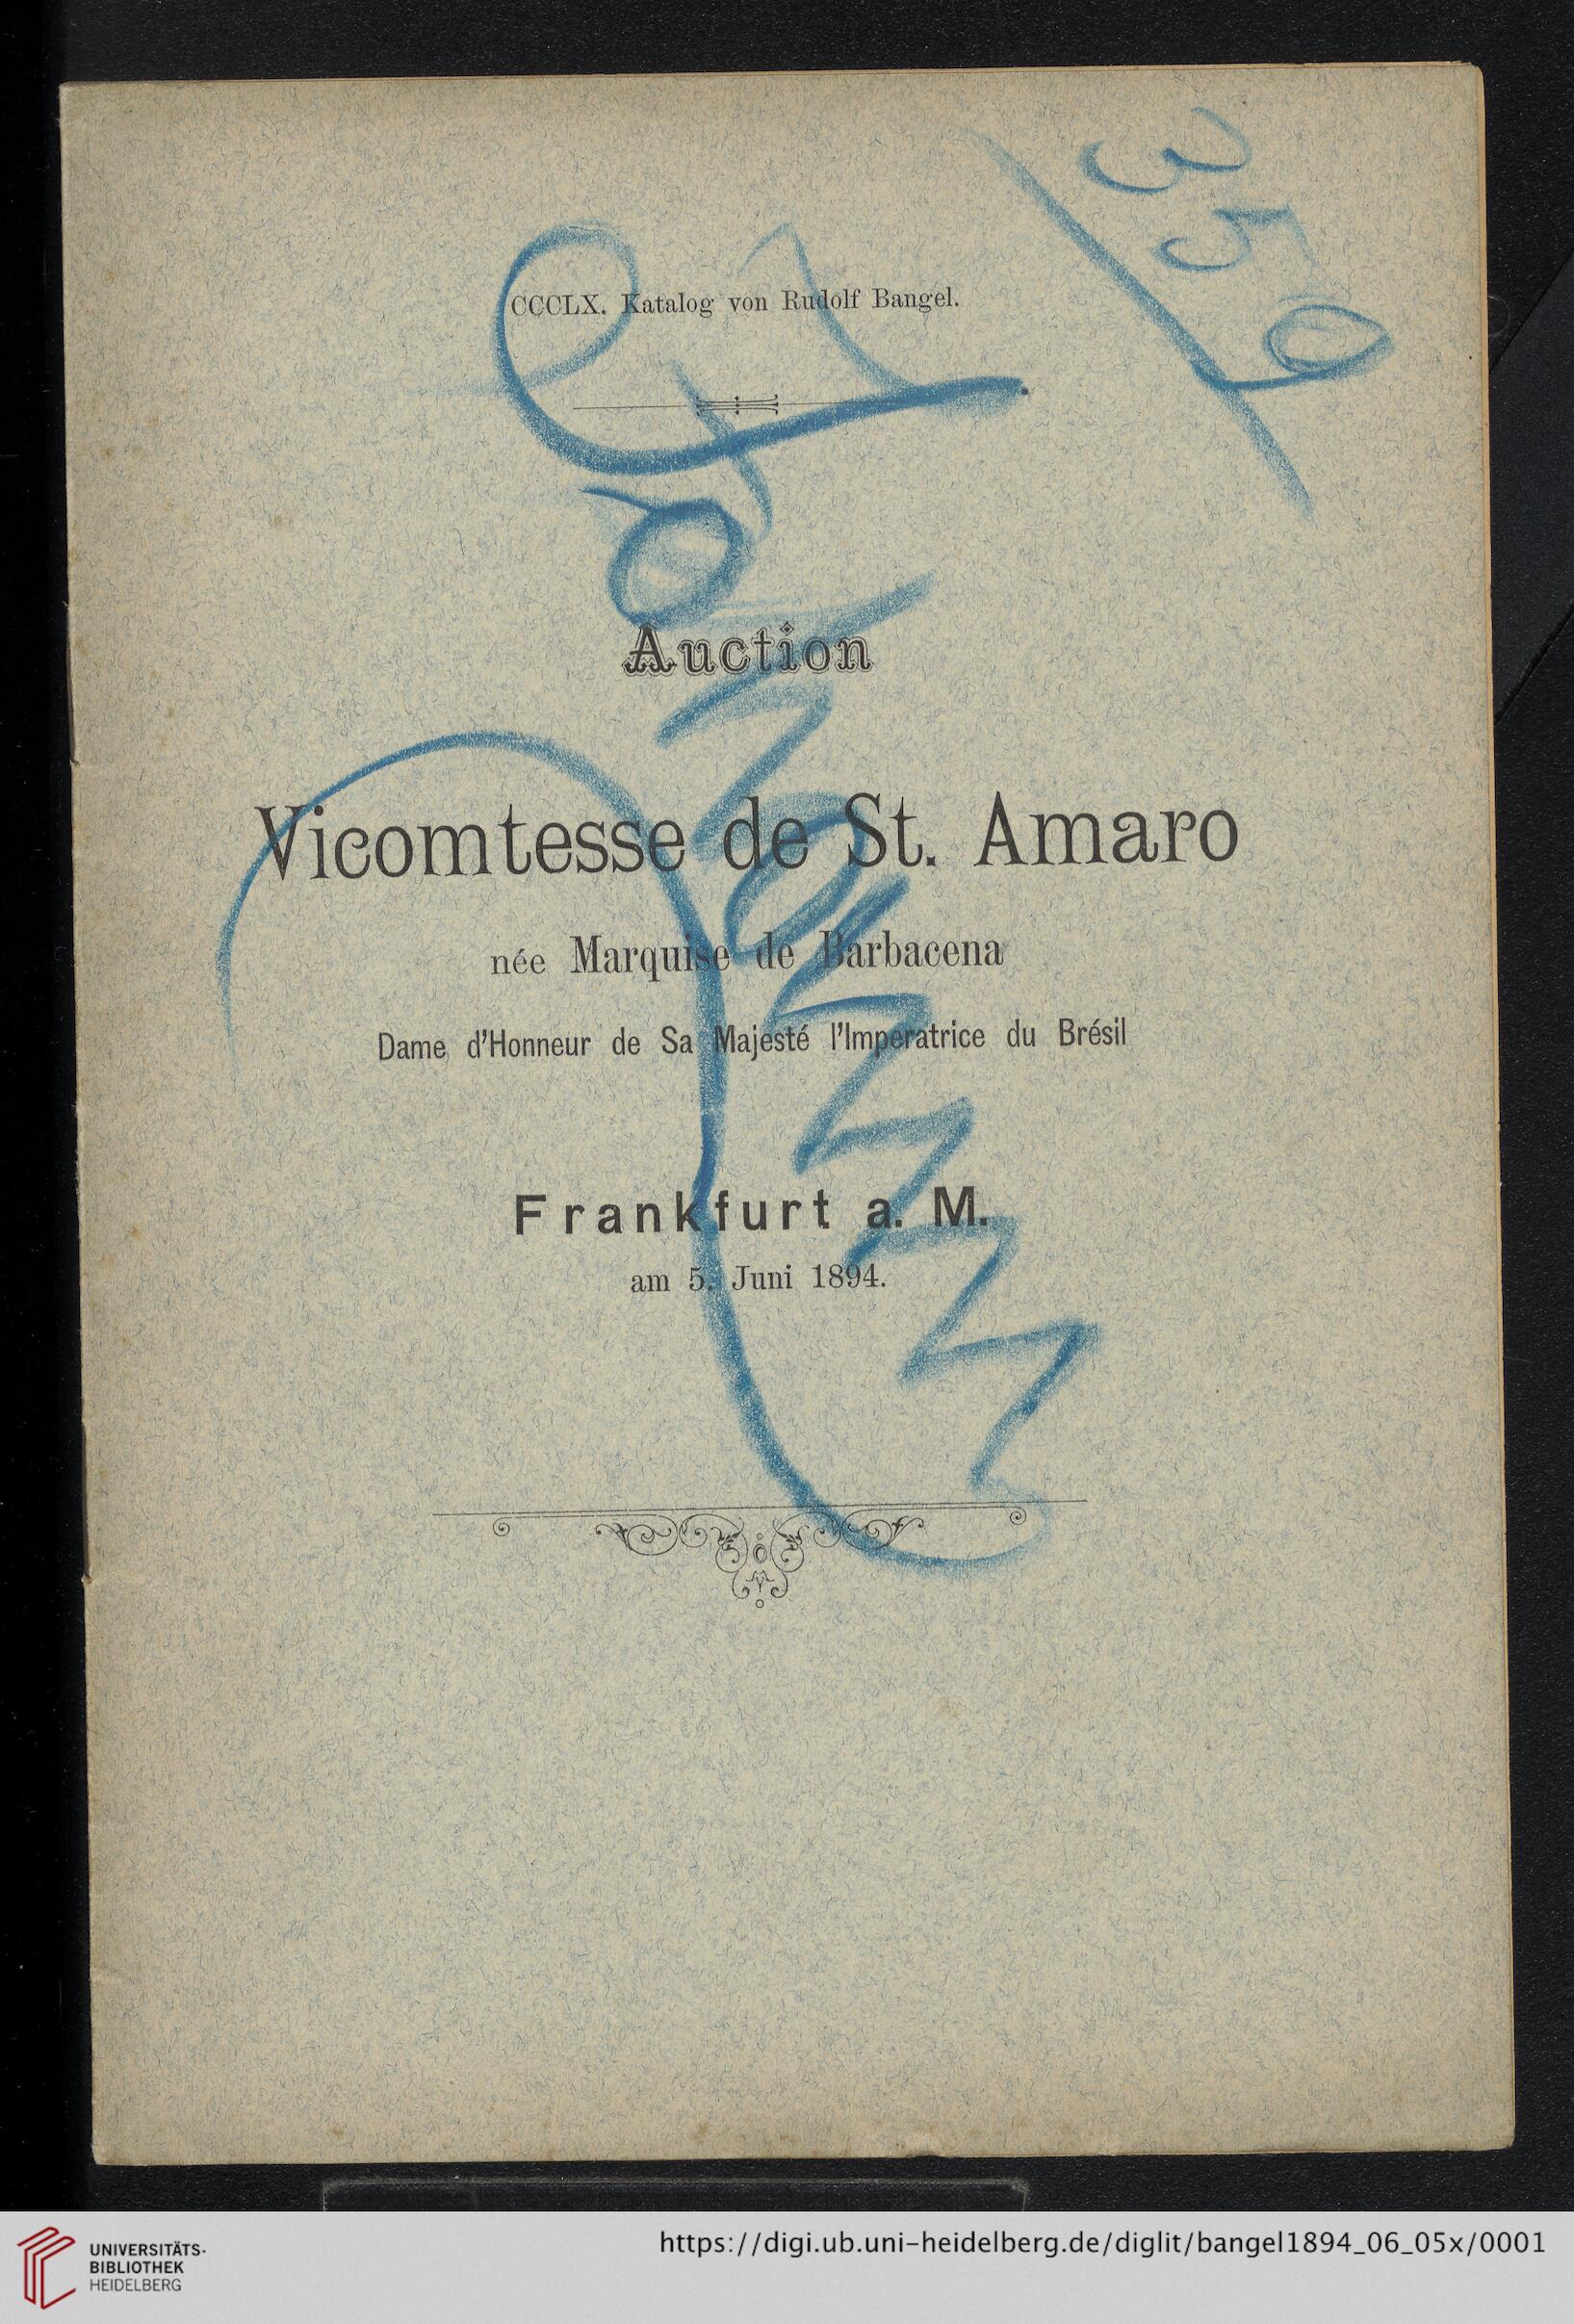 359
CCCLX. Katalog von Rudolf Bangel.
Auction
Vicomtesse de St. Amaro
née Marquise de Barbacena
Dame d'Honneur de Sa Majesté l'Imperatrice du Brésil
Frankfurt a. M.
am 5. Juni 1894.
UNIVERSITÄTS-
BIBLIOTHEK
HEIDELBERG
https://digi.ub.uni-heidelberg.de/diglit/bangel1894_06_05x/0001